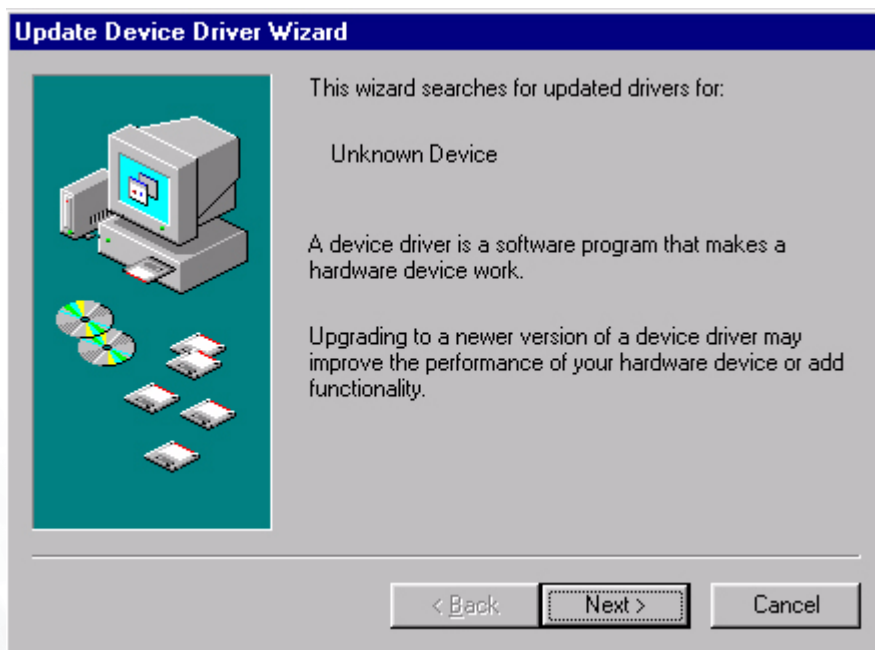 Update Device Driver Wizard
This wizard searches for updated drivers for:
Unknown Device
A device driver is a software program that makes a
hardware device work.
Upgrading to a newer version of a device driver may
improve the performance of your hardware device or add
functionality.
< Back
Next >
Cancel